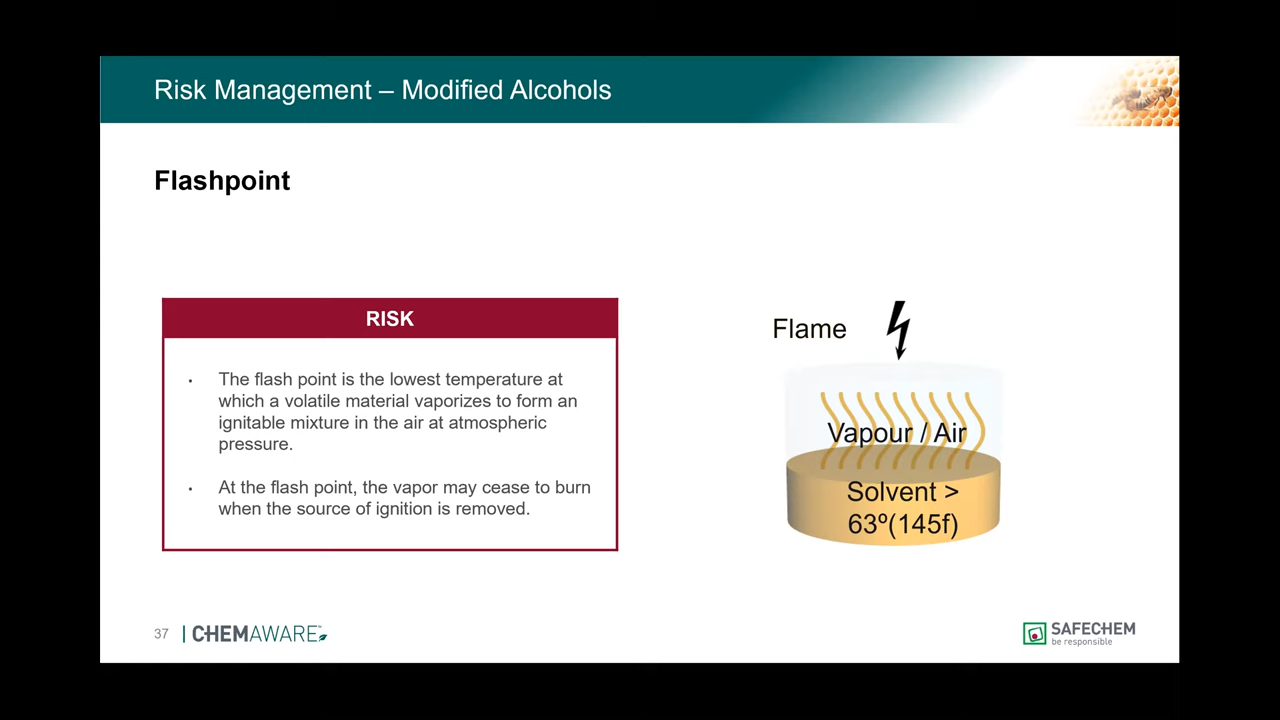 Risk Management – Modified Alcohols
Flashpoint
RISK
• The flash point is the lowest temperature at
which a volatile material vaporizes to form an
ignitable mixture in the air at atmospheric
pressure.
• At the flash point, the vapor may cease to burn
when the source of ignition is removed.
Flame
Vapour / Air
Solvent >
63º(145f)
37 | CHEMAWARE
SAFECHEM
be responsible